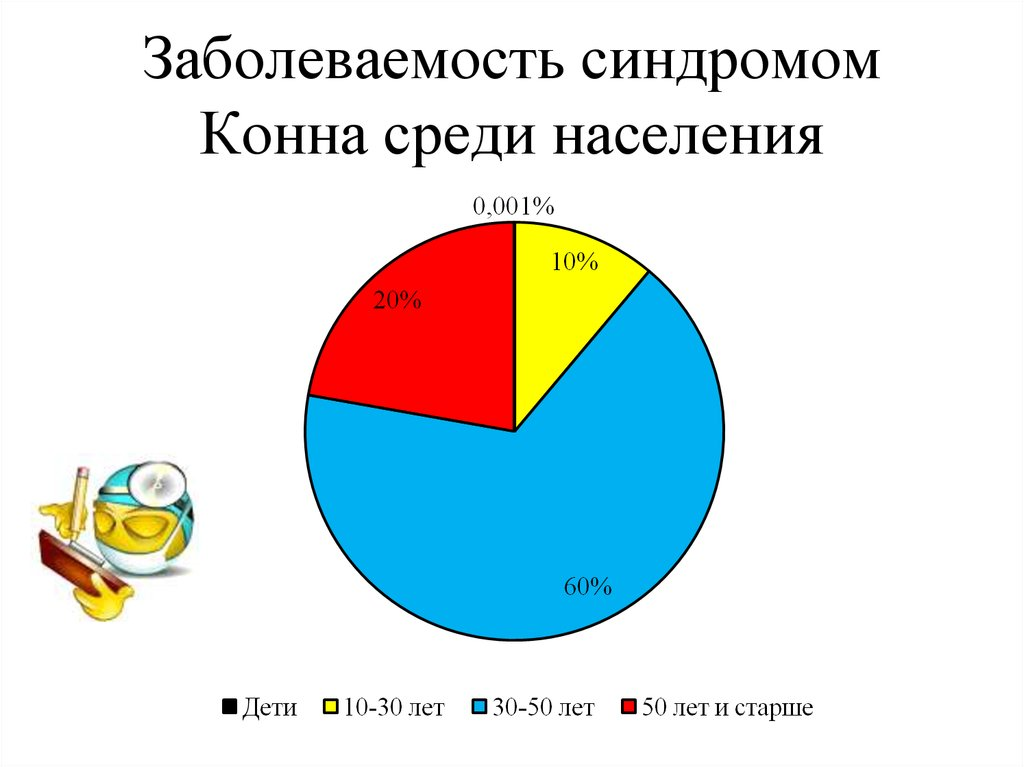 Заболеваемость синдромом
Конна среди населения
0,001%
10%
20%
60%
Дети 10-30 лет 30-50 лет 50 лет и старше